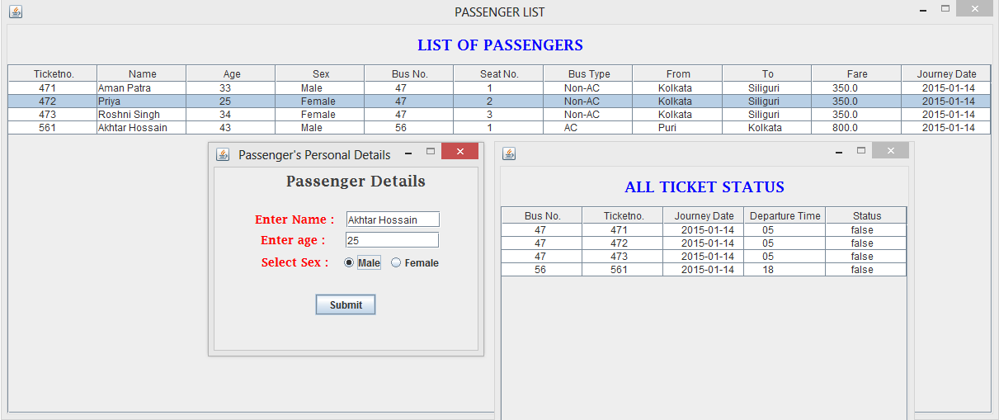 PASSENGER LIST
LIST OF PASSENGERS
Ticketno. Name Age Sex Bus No. Seat No. Bus Type From To Fare Journey Date
471 Aman Patra 33 Male 47 1 Non-AC Kolkata Siliguri 350.0 2015-01-14
472 Priya 25 Female 47 2 Non-AC Kolkata Siliguri 350.0 2015-01-14
473 Roshni Singh 34 Female 47 3 Non-AC Kolkata Siliguri 350.0 2015-01-14
561 Akhtar Hossain 43 Male 56 1 AC Puri Kolkata 800.0 2015-01-14
Passenger's Personal Details
Passenger Details
Enter Name : Akhtar Hossain
Enter age : 25
Select Sex : Male Female
Submit
ALL TICKET STATUS
Bus No. Ticketno. Journey Date Departure Time Status
47 471 2015-01-14 05 false
47 472 2015-01-14 05 false
47 473 2015-01-14 05 false
56 561 2015-01-14 18 false